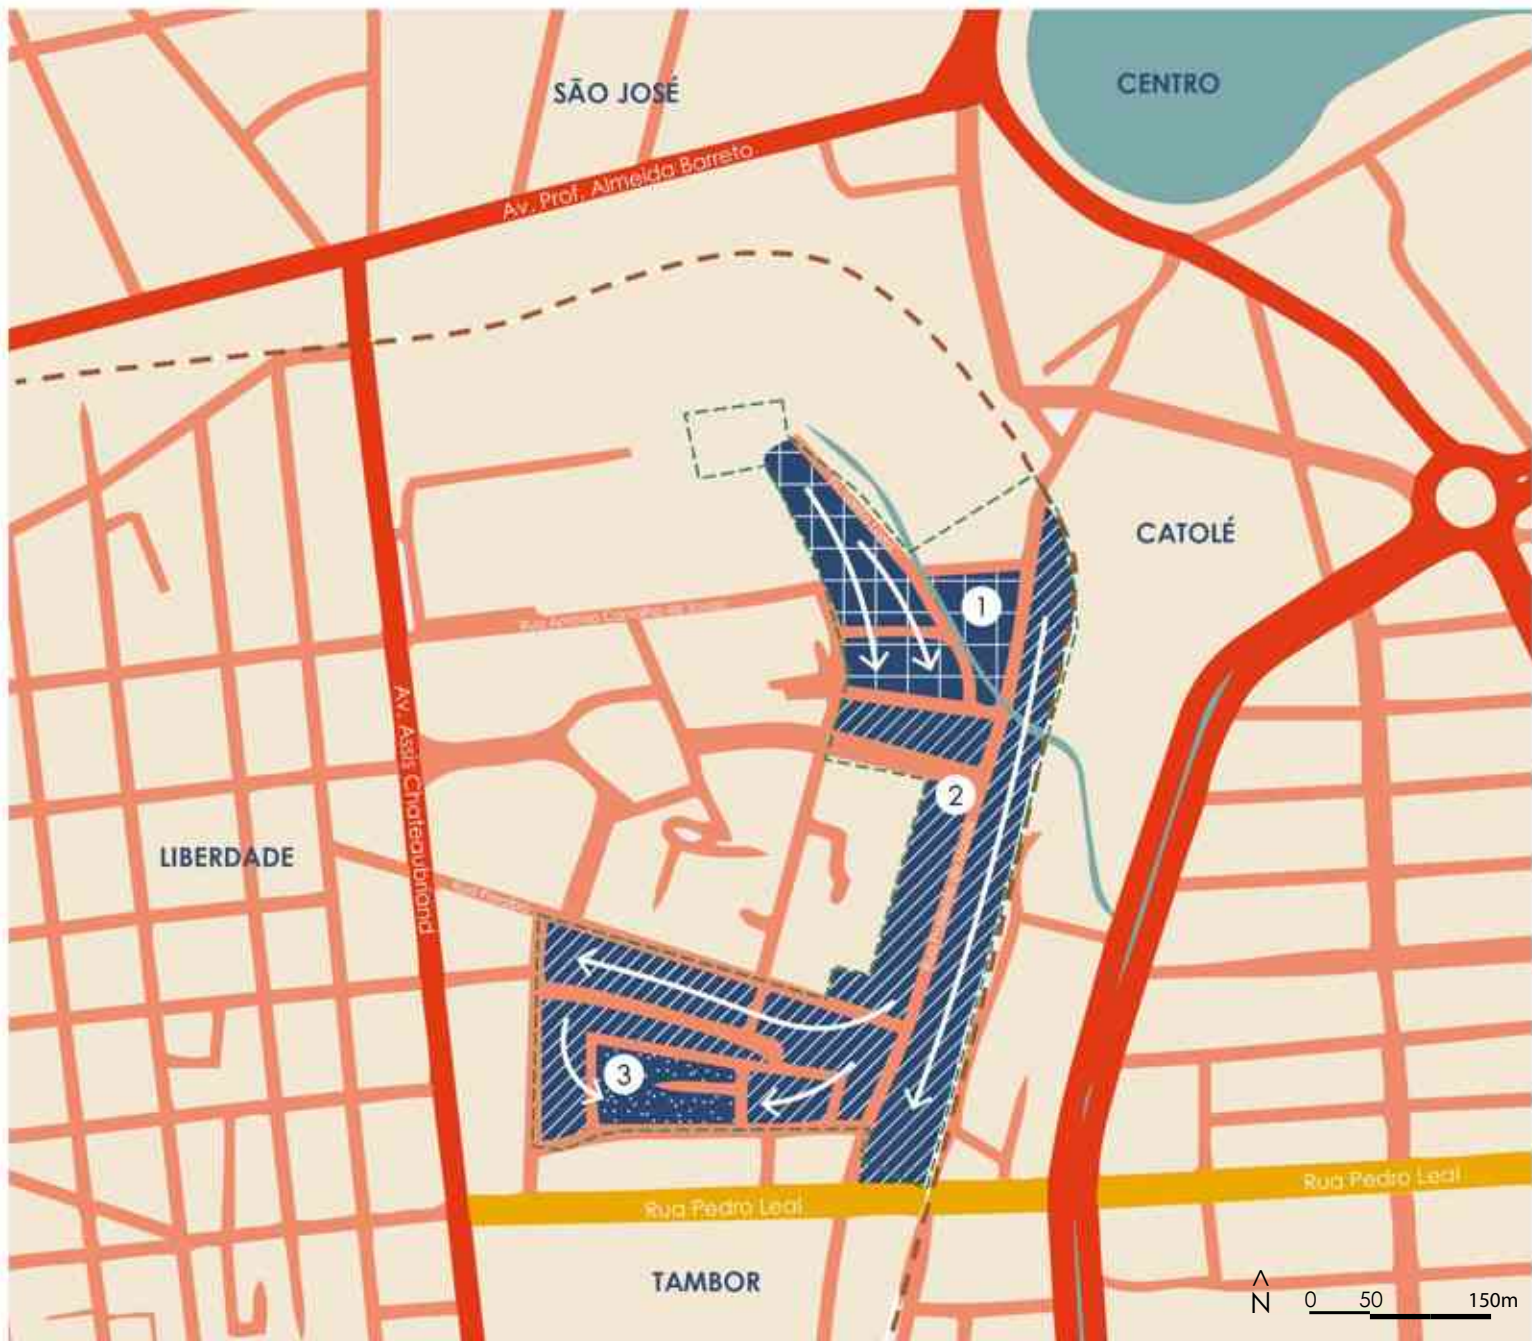 SÃO JOSÉ
CENTRO
Av. Prof. Almeida Barreto
CATOLÉ
1
Av. Assis Chateaubriand
2
LIBERDADE
3
Rua Pedro Leal
Rua Pedro Leal
TAMBOR
N
0 50 150m